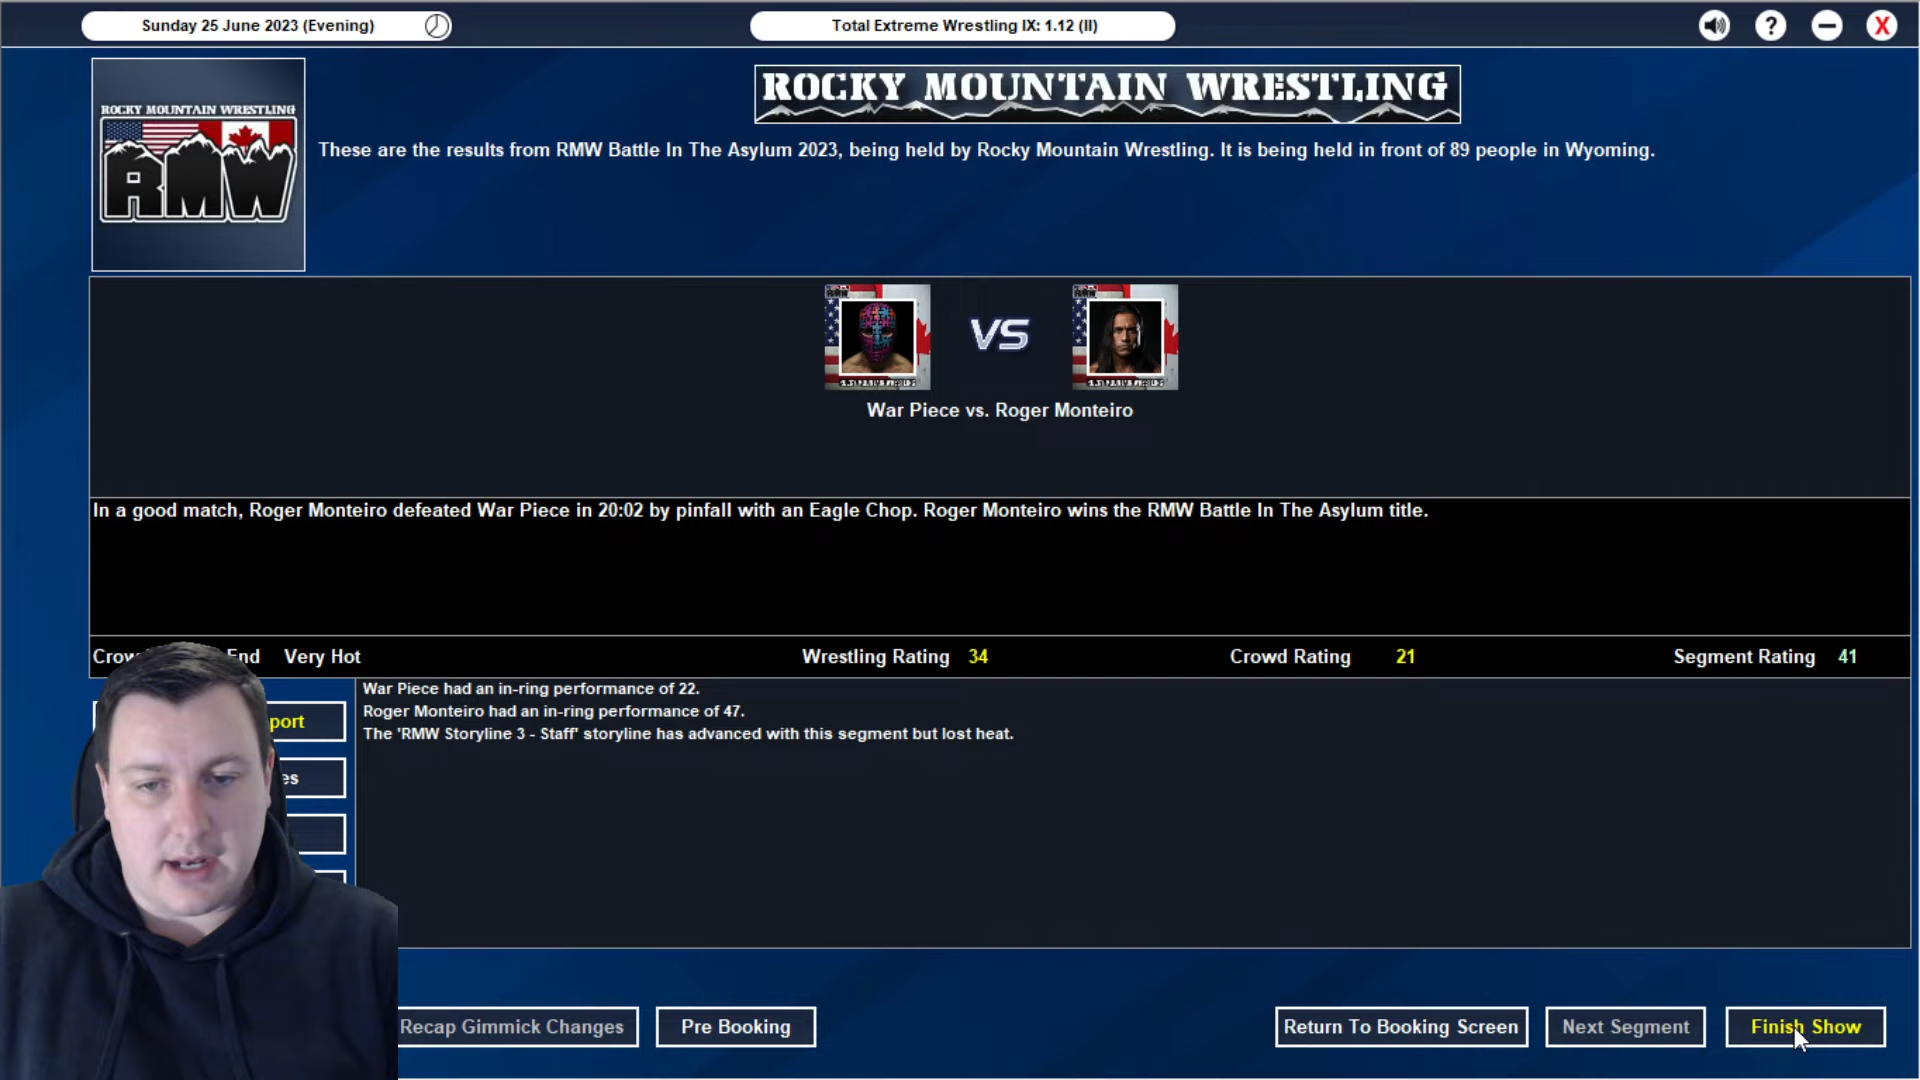 Sunday 25 June 2023 (Evening)
Total Extreme Wrestling IX: 1.12 (II)
?
X
ROCKY MOUNTAIN WRESTLING
RMW
ROCKY MOUNTAIN WRESTLING
These are the results from RMW Battle In The Asylum 2023, being held by Rocky Mountain Wrestling. It is being held in front of 89 people in Wyoming.
VS
War Piece vs. Roger Monteiro
In a good match, Roger Monteiro defeated War Piece in 20:02 by pinfall with an Eagle Chop. Roger Monteiro wins the RMW Battle In The Asylum title.
End Very Hot
Wrestling Rating 34
Crowd Rating 21
Segment Rating 41
War Piece had an in-ring performance of 22.
Roger Monteiro had an in-ring performance of 47.
The 'RMW Storyline 3 - Staff' storyline has advanced with this segment but lost heat.
Recap Gimmick Changes
Pre Booking
Return To Booking Screen
Next Segment
Finish Show